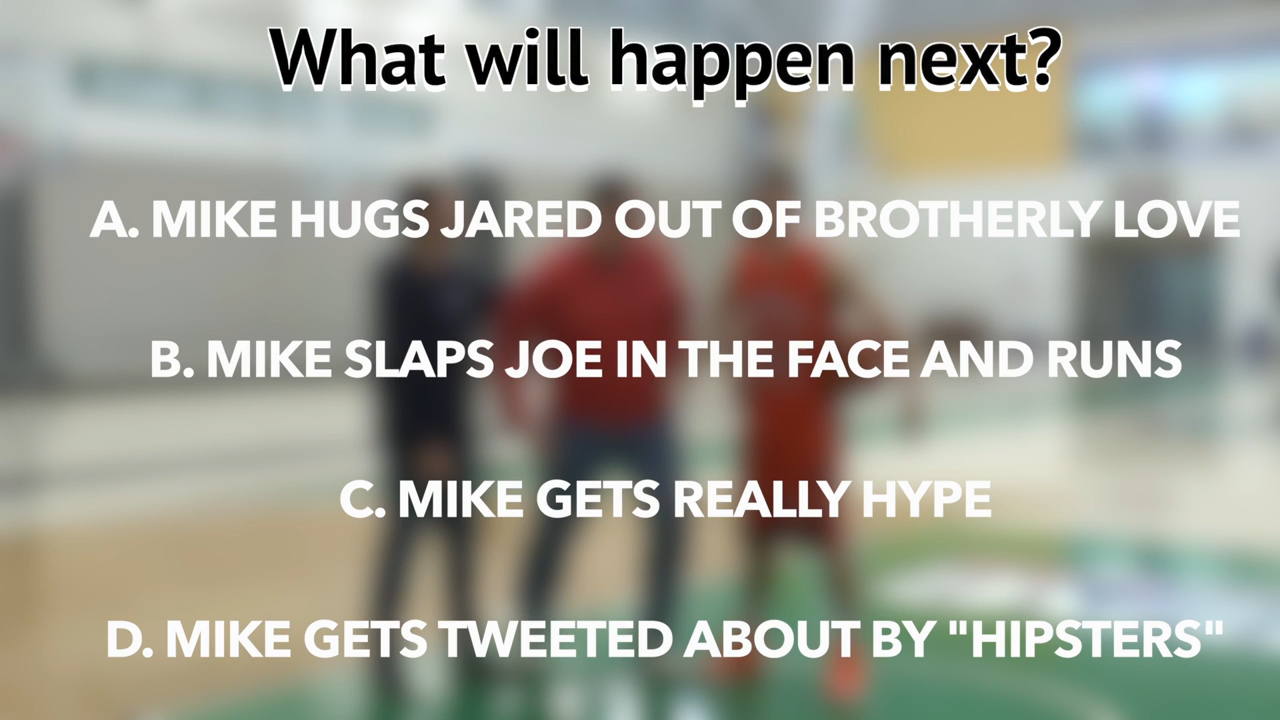 What will happen next?
A. MIKE HUGS JARED OUT OF BROTHERLY LOVE
B. MIKE SLAPS JOE IN THE FACE AND RUNS
C. MIKE GETS REALLY HYPE
D. MIKE GETS TWEETED ABOUT BY "HIPSTERS"